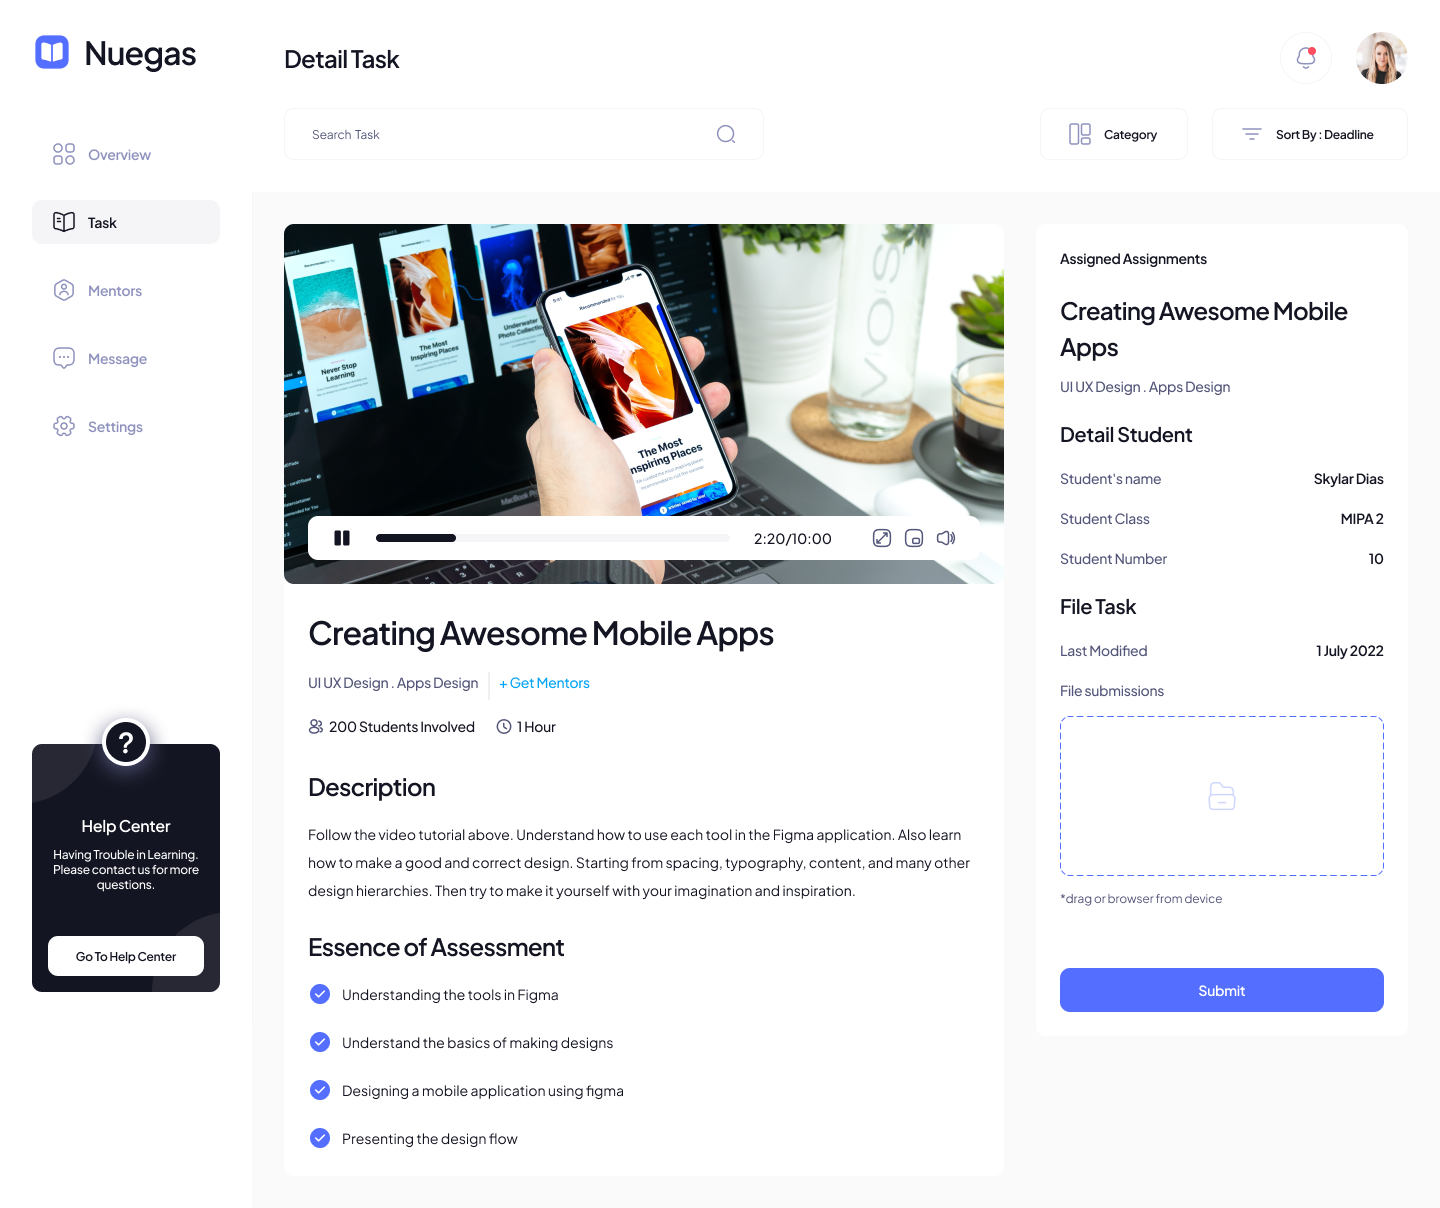 Nuegas
Detail Task
Search Task
Category
Sort By : Deadline
Overview
Task
Mentors
Message
Settings
?
Help Center
Having Trouble in Learning.
Please contact us for more
questions.
Go To Help Center
Recommended for You
Never Stop
Learning
The Most
Inspiring Places
Underwater
Photo Collection
The Most
Inspiring Places
MacBook Pro
VOSS
2:20/10:00
Creating Awesome Mobile Apps
UI UX Design . Apps Design
+ Get Mentors
200 Students Involved
1 Hour
Description
Follow the video tutorial above. Understand how to use each tool in the Figma application. Also learn
how to make a good and correct design. Starting from spacing, typography, content, and many other
design hierarchies. Then try to make it yourself with your imagination and inspiration.
Essence of Assessment
Understanding the tools in Figma
Understand the basics of making designs
Designing a mobile application using figma
Presenting the design flow
Assigned Assignments
Creating Awesome Mobile
Apps
UI UX Design . Apps Design
Detail Student
Student's name
Skylar Dias
Student Class
MIPA 2
Student Number
10
File Task
Last Modified
1 July 2022
File submissions
*drag or browser from device
Submit